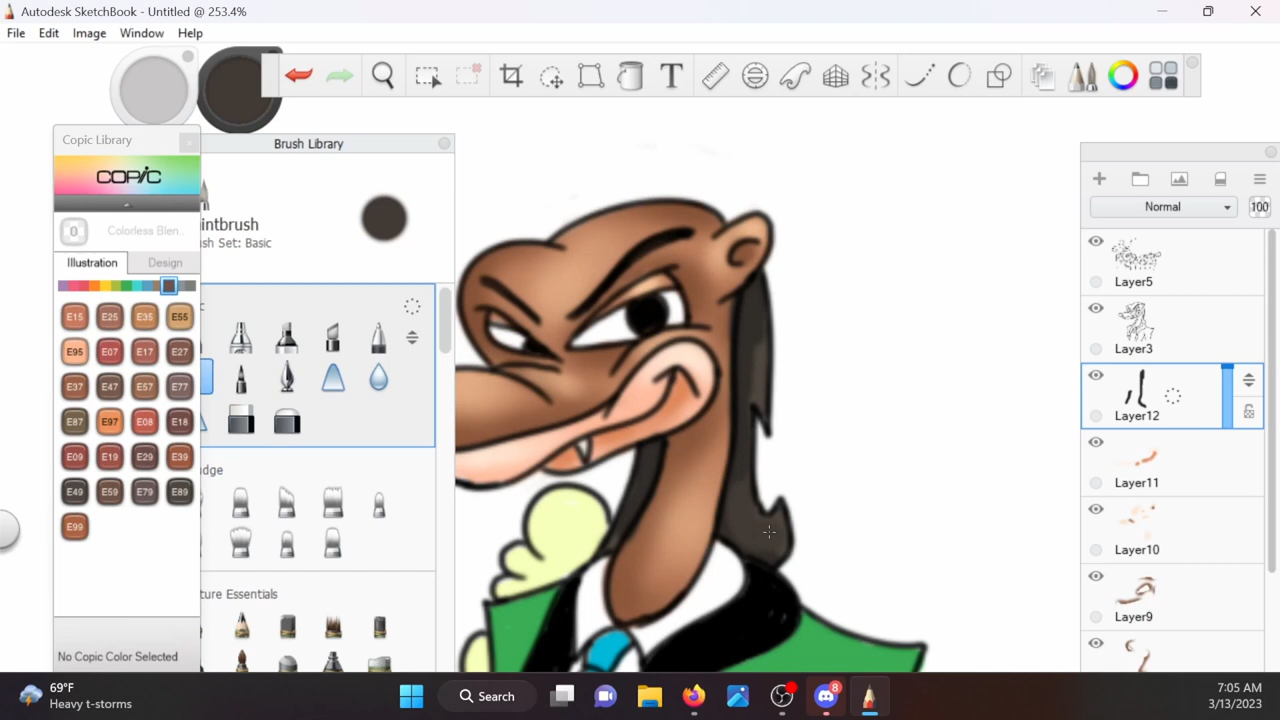 Autodesk SketchBook - Untitled @ 253.4%
File Edit Image Window Help
T
Copic Library
COPIC
0 Colorless Blen..
Illustration Design
E15 E25 E35 E55
E95 E07 E17 E27
E37 E47 E57 E77
E87 E97 E08 E18
E09 E19 E29 E39
E49 E59 E79 E89
E99
No Copic Color Selected
Brush Library
intbrush
sh Set: Basic
c
dge
ture Essentials
Normal 100
Layer5
Layer3
Layer12
Layer11
Layer10
Layer9
69°F
Heavy t-storms
Search
8
7:05 AM
3/13/2023